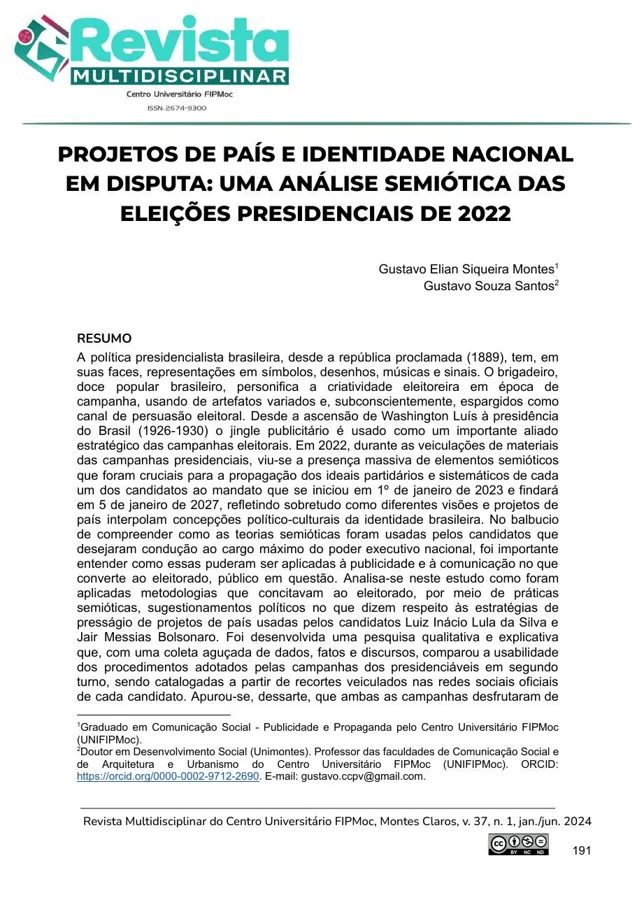 Revista
MULTIDISCIPLINAR
Centro Universitário FIPMoc
ISSN: 2674-9300
PROJETOS DE PAÍS E IDENTIDADE NACIONAL
EM DISPUTA: UMA ANÁLISE SEMIÓTICA DAS
ELEIÇÕES PRESIDENCIAIS DE 2022
Gustavo Elian Siqueira Montes¹
Gustavo Souza Santos²
RESUMO
A política presidencialista brasileira, desde a república proclamada (1889), tem, em
suas faces, representações em símbolos, desenhos, músicas e sinais. O brigadeiro,
doce popular brasileiro, personifica a criatividade eleitoreira em época de
campanha, usando de artefatos variados e, subconscientemente, espargidos como
canal de persuasão eleitoral. Desde a ascensão de Washington Luís à presidência
do Brasil (1926-1930) o jingle publicitário é usado como um importante aliado
estratégico das campanhas eleitorais. Em 2022, durante as veiculações de materiais
das campanhas presidenciais, viu-se a presença massiva de elementos semióticos
que foram cruciais para a propagação dos ideais partidários e sistemáticos de cada
um dos candidatos ao mandato que se iniciou em 1º de janeiro de 2023 e findará
em 5 de janeiro de 2027, refletindo sobretudo como diferentes visões e projetos de
país interpolam concepções político-culturais da identidade brasileira. No balbucio
de compreender como as teorias semióticas foram usadas pelos candidatos que
desejaram condução ao cargo máximo do poder executivo nacional, foi importante
entender como essas puderam ser aplicadas à publicidade e à comunicação no que
converte ao eleitorado, público em questão. Analisa-se neste estudo como foram
aplicadas metodologias que concitavam ao eleitorado, por meio de práticas
semióticas, sugestionamentos políticos no que dizem respeito às estratégias de
presságio de projetos de país usadas pelos candidatos Luiz Inácio Lula da Silva e
Jair Messias Bolsonaro. Foi desenvolvida uma pesquisa qualitativa e explicativa
que, com uma coleta aguçada de dados, fatos e discursos, comparou a usabilidade
dos procedimentos adotados pelas campanhas dos presidenciáveis em segundo
turno, sendo catalogadas a partir de recortes veiculados nas redes sociais oficiais
de cada candidato. Apurou-se, dessarte, que ambas as campanhas desfrutaram de
¹Graduado em Comunicação Social - Publicidade e Propaganda pelo Centro Universitário FIPMoc
(UNIFIPMoc).
²Doutor em Desenvolvimento Social (Unimontes). Professor das faculdades de Comunicação Social e
de Arquitetura e Urbanismo do Centro Universitário FIPMoc (UNIFIPMoc). ORCID:
https://orcid.org/0000-0002-9712-2690. E-mail: gustavo.ccpv@gmail.com.
Revista Multidisciplinar do Centro Universitário FIPMoc, Montes Claros, v. 37, n. 1, jan./jun. 2024
cc BY NC ND
191